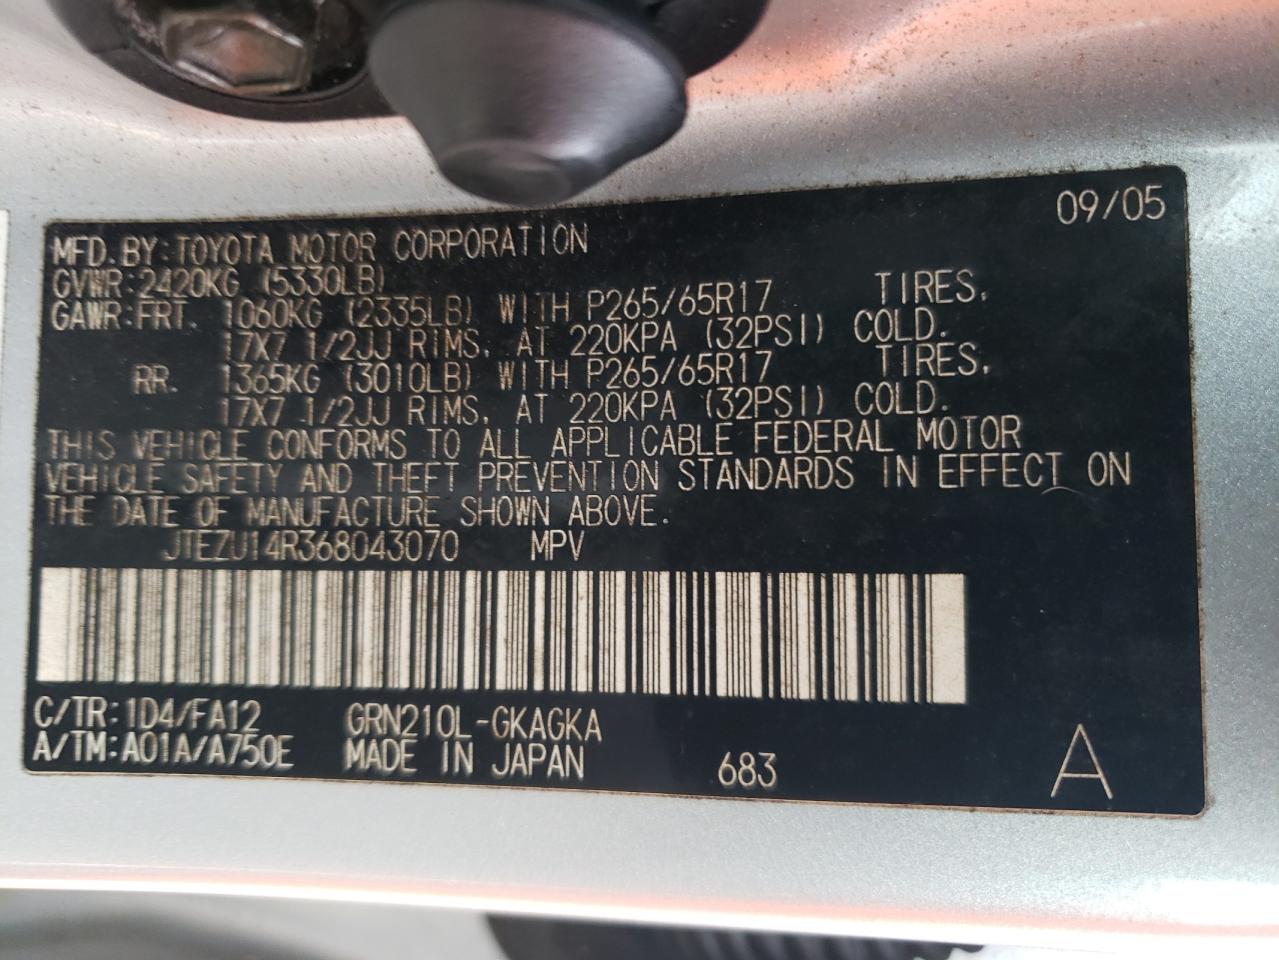 09/05
MFD. BY: TOYOTA MOTOR CORPORATION
GVWR: 2420KG (5330LB)
GAWR: FRT. 1060KG (2335LB) WITH P265/65R17 TIRES,
17X7 1/2JJ RIMS, AT 220KPA (32PSI) COLD.
RR. 1365KG (3010LB) WITH P265/65R17 TIRES,
17X7 1/2JJ RIMS, AT 220KPA (32PSI) COLD.
THIS VEHICLE CONFORMS TO ALL APPLICABLE FEDERAL MOTOR
VEHICLE SAFETY AND THEFT PREVENTION STANDARDS IN EFFECT ON
THE DATE OF MANUFACTURE SHOWN ABOVE.
JTEZU14R368043070 MPV
C/TR: 1D4/FA12 GRN210L-GKAGKA
A/TM: A01A/A750E MADE IN JAPAN 683 A